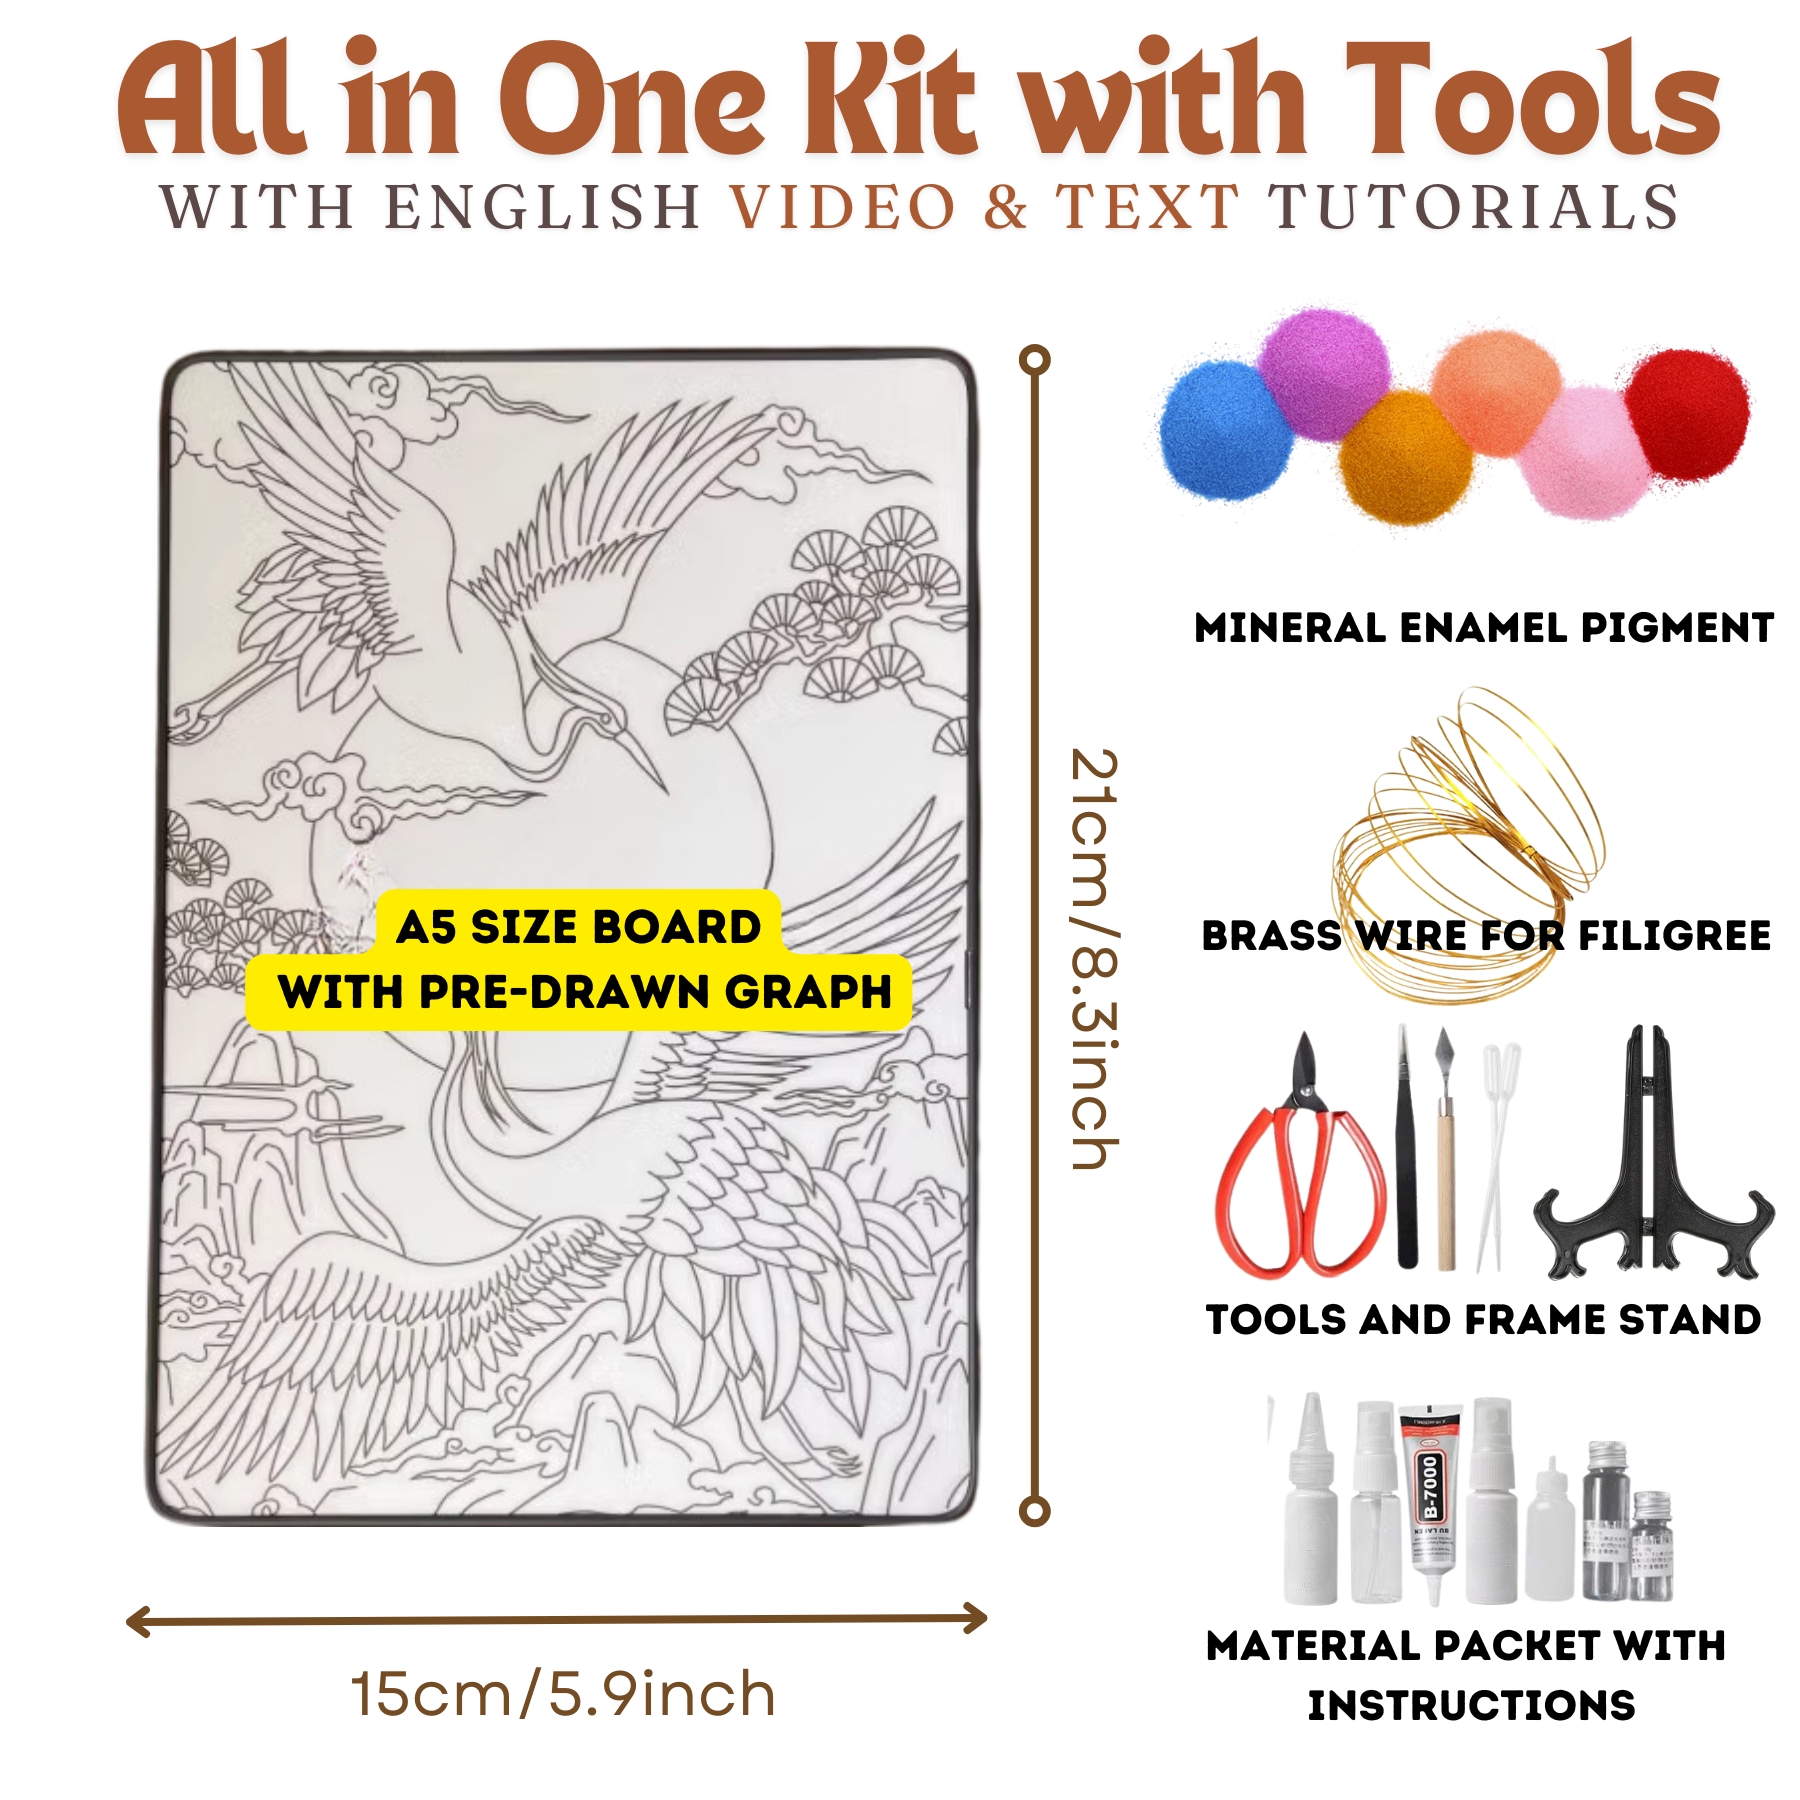 All in One Kit with Tools
WITH ENGLISH VIDEO & TEXT TUTORIALS
A5 SIZE BOARD
WITH PRE-DRAWN GRAPH
21cm/8.3inch
15cm/5.9inch
MINERAL ENAMEL PIGMENT
BRASS WIRE FOR FILIGREE
TOOLS AND FRAME STAND
B-7000
MATERIAL PACKET WITH
INSTRUCTIONS